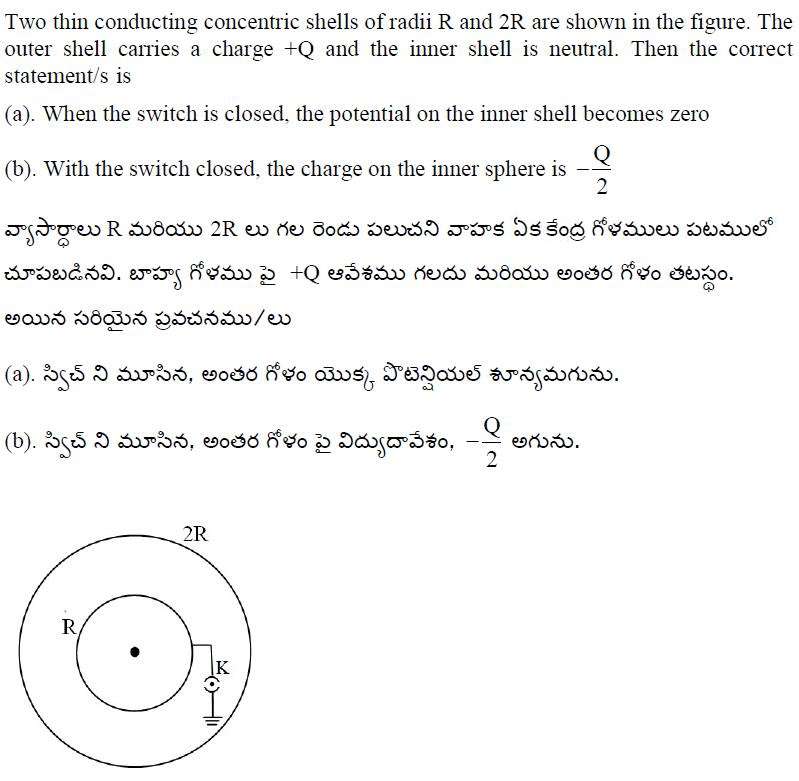 Two thin conducting concentric shells of radii R and 2R are shown in the figure. The
outer shell carries a charge +Q and the inner shell is neutral. Then the correct
statement/s is
(a). When the switch is closed, the potential on the inner shell becomes zero
(b). With the switch closed, the charge on the inner sphere is −Q/2
వ్యాసార్ధాలు R మరియు 2R లు గల రెండు పలుచని వాహక ఏక కేంద్ర గోళములు పటములో
చూపబడినవి. బాహ్య గోళము పై +Q ఆవేశము గలదు మరియు అంతర గోళం తటస్థం.
అయిన సరియైన ప్రవచనము/లు
(a). స్విచ్ ని మూసిన, అంతర గోళం యొక్క పొటెన్షియల్ శూన్యమగును.
(b). స్విచ్ ని మూసిన, అంతర గోళం పై విద్యుదావేశం, −Q/2 అగును.
2R
R
K